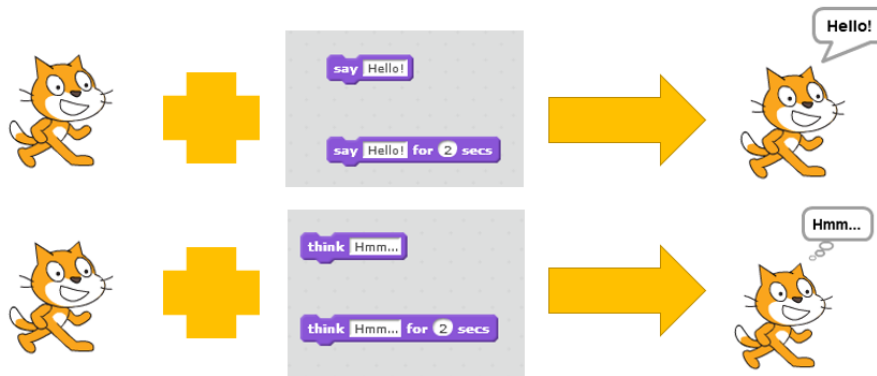 Hello!
say Hello!
say Hello! for 2 secs
Hmm...
think Hmm...
think Hmm... for 2 secs